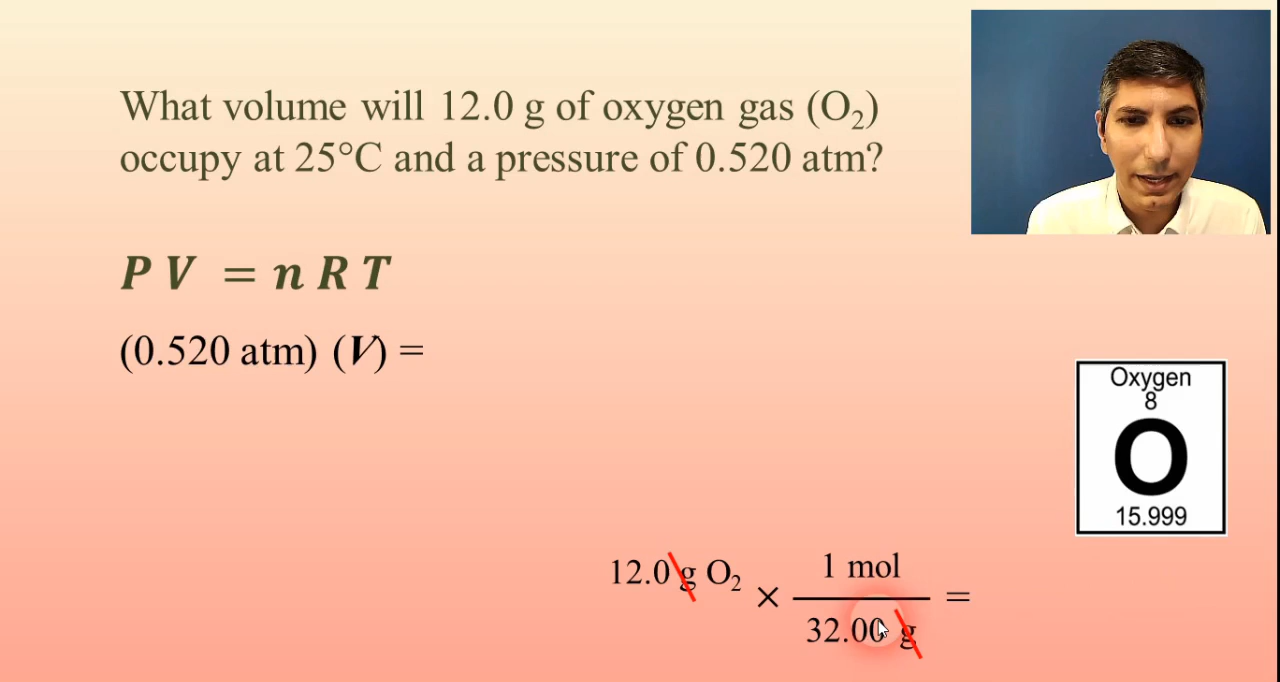 What volume will 12.0 g of oxygen gas (O₂)
occupy at 25°C and a pressure of 0.520 atm?
P V = n R T
(0.520 atm) (V) =
Oxygen
8
O
15.999
12.0 g O₂ × 1 mol / 32.00 g =